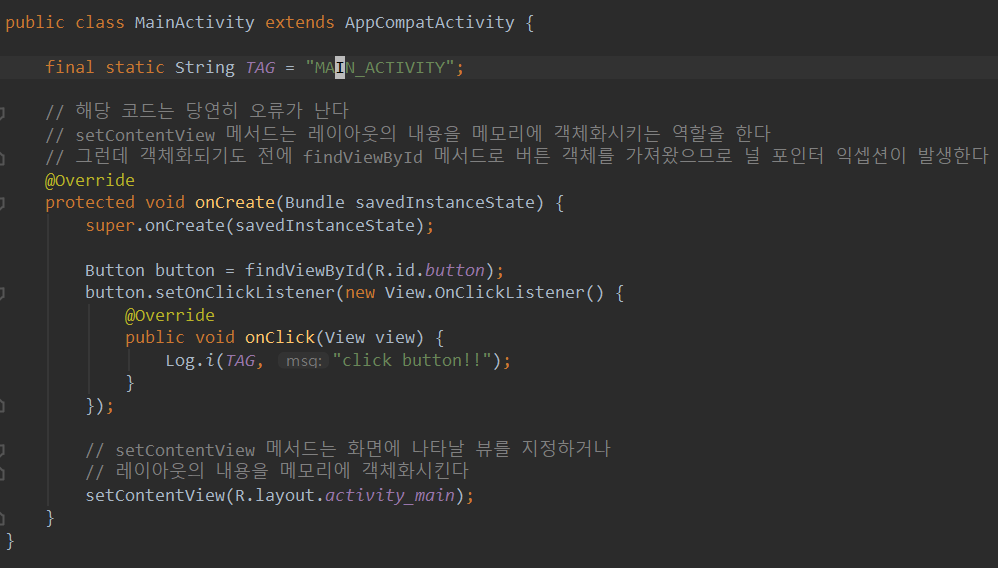 public class MainActivity extends AppCompatActivity {
final static String TAG = "MAIN_ACTIVITY";
// 해당 코드는 당연히 오류가 난다
// setContentView 메서드는 레이아웃의 내용을 메모리에 객체화시키는 역할을 한다
// 그런데 객체화되기도 전에 findViewById 메서드로 버튼 객체를 가져왔으므로 널 포인터 익셉션이 발생한다
@Override
protected void onCreate(Bundle savedInstanceState) {
super.onCreate(savedInstanceState);
Button button = findViewById(R.id.button);
button.setOnClickListener(new View.OnClickListener() {
@Override
public void onClick(View view) {
Log.i(TAG, msg: "click button!!");
}
});
// setContentView 메서드는 화면에 나타날 뷰를 지정하거나
// 레이아웃의 내용을 메모리에 객체화시킨다
setContentView(R.layout.activity_main);
}
}